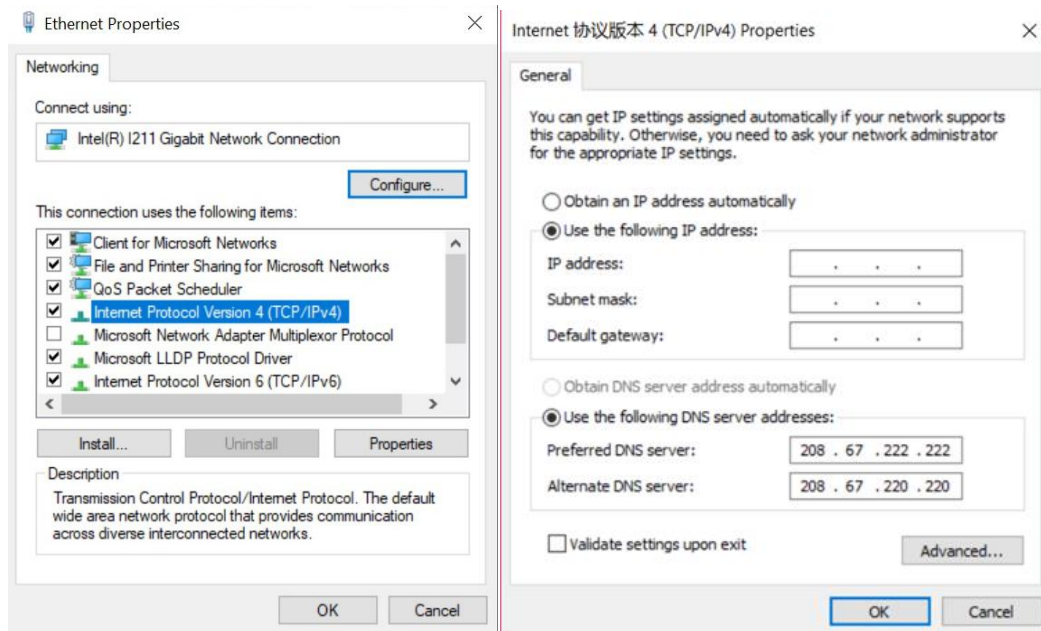 Ethernet Properties
Networking
Connect using:
Intel(R) I211 Gigabit Network Connection
Configure...
This connection uses the following items:
Client for Microsoft Networks
File and Printer Sharing for Microsoft Networks
QoS Packet Scheduler
Internet Protocol Version 4 (TCP/IPv4)
Microsoft Network Adapter Multiplexor Protocol
Microsoft LLDP Protocol Driver
Internet Protocol Version 6 (TCP/IPv6)
Install...
Uninstall
Properties
Description
Transmission Control Protocol/Internet Protocol. The default
wide area network protocol that provides communication
across diverse interconnected networks.
OK
Cancel
Internet 协议版本 4 (TCP/IPv4) Properties
General
You can get IP settings assigned automatically if your network supports
this capability. Otherwise, you need to ask your network administrator
for the appropriate IP settings.
Obtain an IP address automatically
Use the following IP address:
IP address: . . .
Subnet mask: . . .
Default gateway: . . .
Obtain DNS server address automatically
Use the following DNS server addresses:
Preferred DNS server: 208 . 67 . 222 . 222
Alternate DNS server: 208 . 67 . 220 . 220
Validate settings upon exit
Advanced...
OK
Cancel